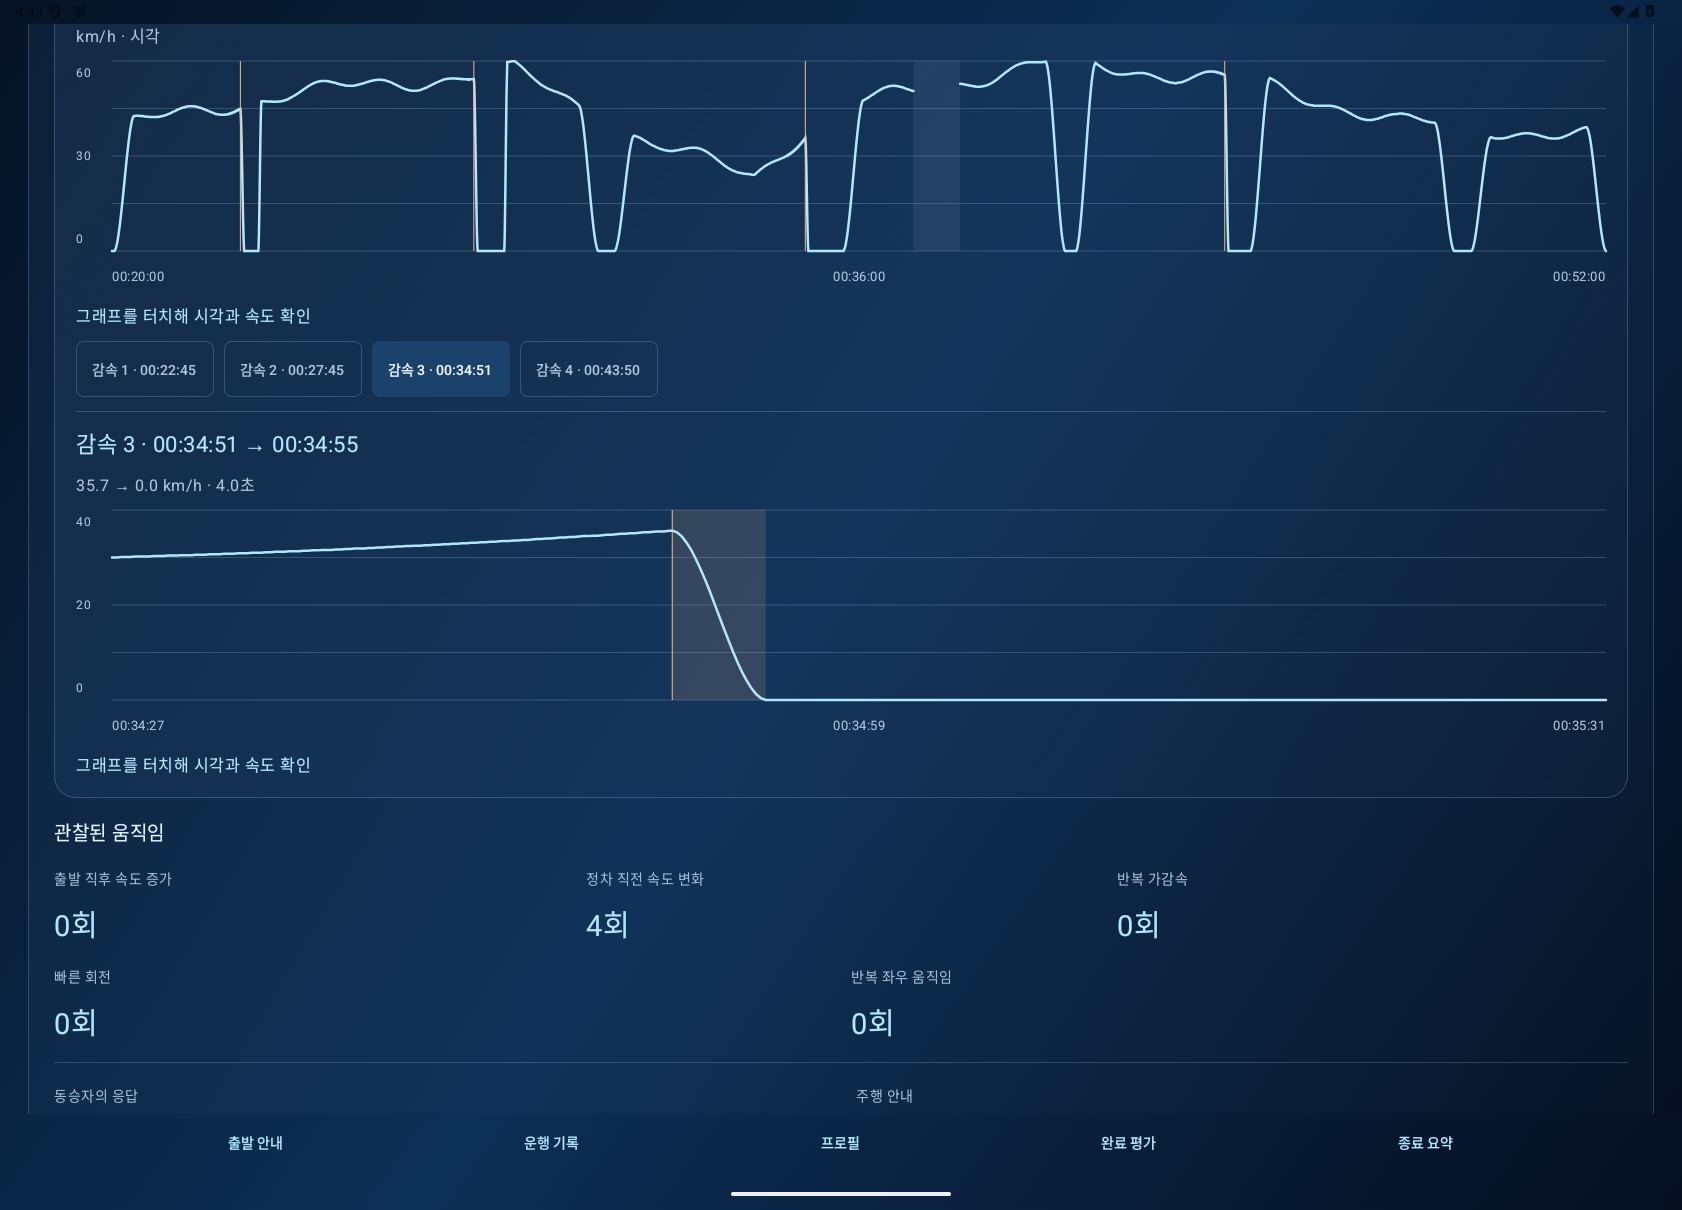 4:43
km/h · 시각
60
30
0
00:20:00 00:36:00 00:52:00
그래프를 터치해 시각과 속도 확인
감속 1 · 00:22:45 감속 2 · 00:27:45 감속 3 · 00:34:51 감속 4 · 00:43:50
감속 3 · 00:34:51 → 00:34:55
35.7 → 0.0 km/h · 4.0초
40
20
0
00:34:27 00:34:59 00:35:31
그래프를 터치해 시각과 속도 확인
관찰된 움직임
출발 직후 속도 증가 정차 직전 속도 변화 반복 가감속
0회 4회 0회
빠른 회전 반복 좌우 움직임
0회 0회
동승자의 응답 주행 안내
출발 안내 운행 기록 프로필 완료 평가 종료 요약